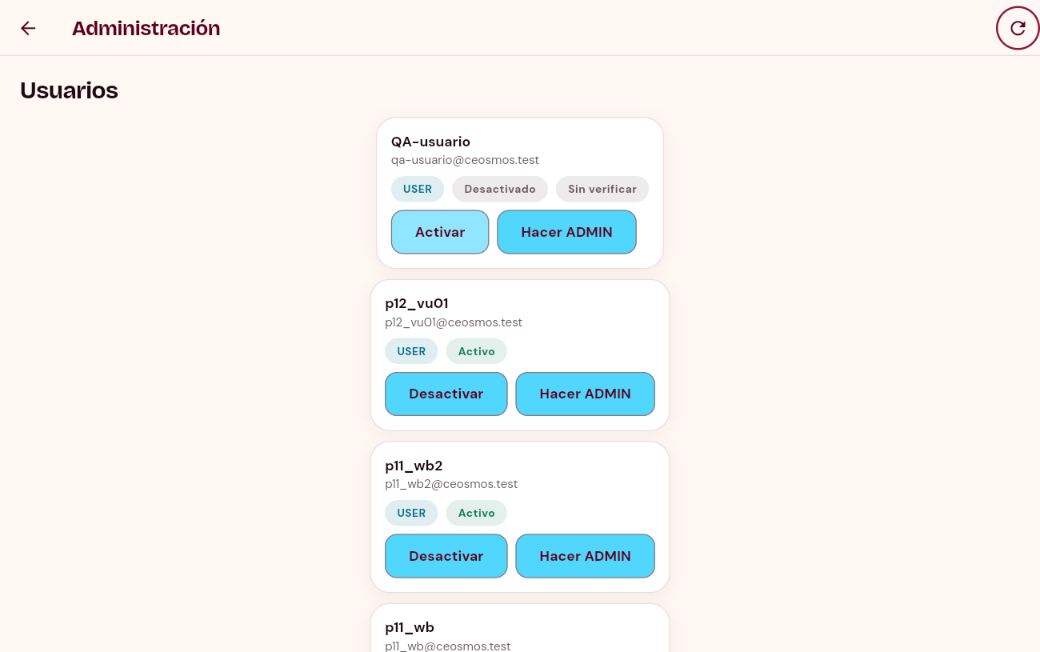 Administración
Usuarios
QA-usuario
qa-usuario@ceosmos.test
USER Desactivado Sin verificar
Activar Hacer ADMIN
p12_vu01
p12_vu01@ceosmos.test
USER Activo
Desactivar Hacer ADMIN
p11_wb2
p11_wb2@ceosmos.test
USER Activo
Desactivar Hacer ADMIN
p11_wb
p11_wb@ceosmos.test